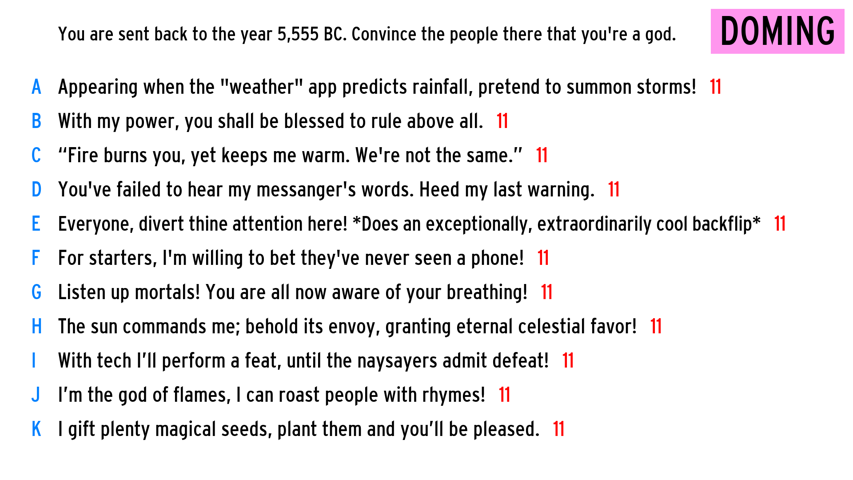 You are sent back to the year 5,555 BC. Convince the people there that you're a god.
DOMING
A Appearing when the "weather" app predicts rainfall, pretend to summon storms! 11
B With my power, you shall be blessed to rule above all. 11
C “Fire burns you, yet keeps me warm. We're not the same.” 11
D You've failed to hear my messanger's words. Heed my last warning. 11
E Everyone, divert thine attention here! *Does an exceptionally, extraordinarily cool backflip* 11
F For starters, I'm willing to bet they've never seen a phone! 11
G Listen up mortals! You are all now aware of your breathing! 11
H The sun commands me; behold its envoy, granting eternal celestial favor! 11
I With tech I’ll perform a feat, until the naysayers admit defeat! 11
J I’m the god of flames, I can roast people with rhymes! 11
K I gift plenty magical seeds, plant them and you’ll be pleased. 11